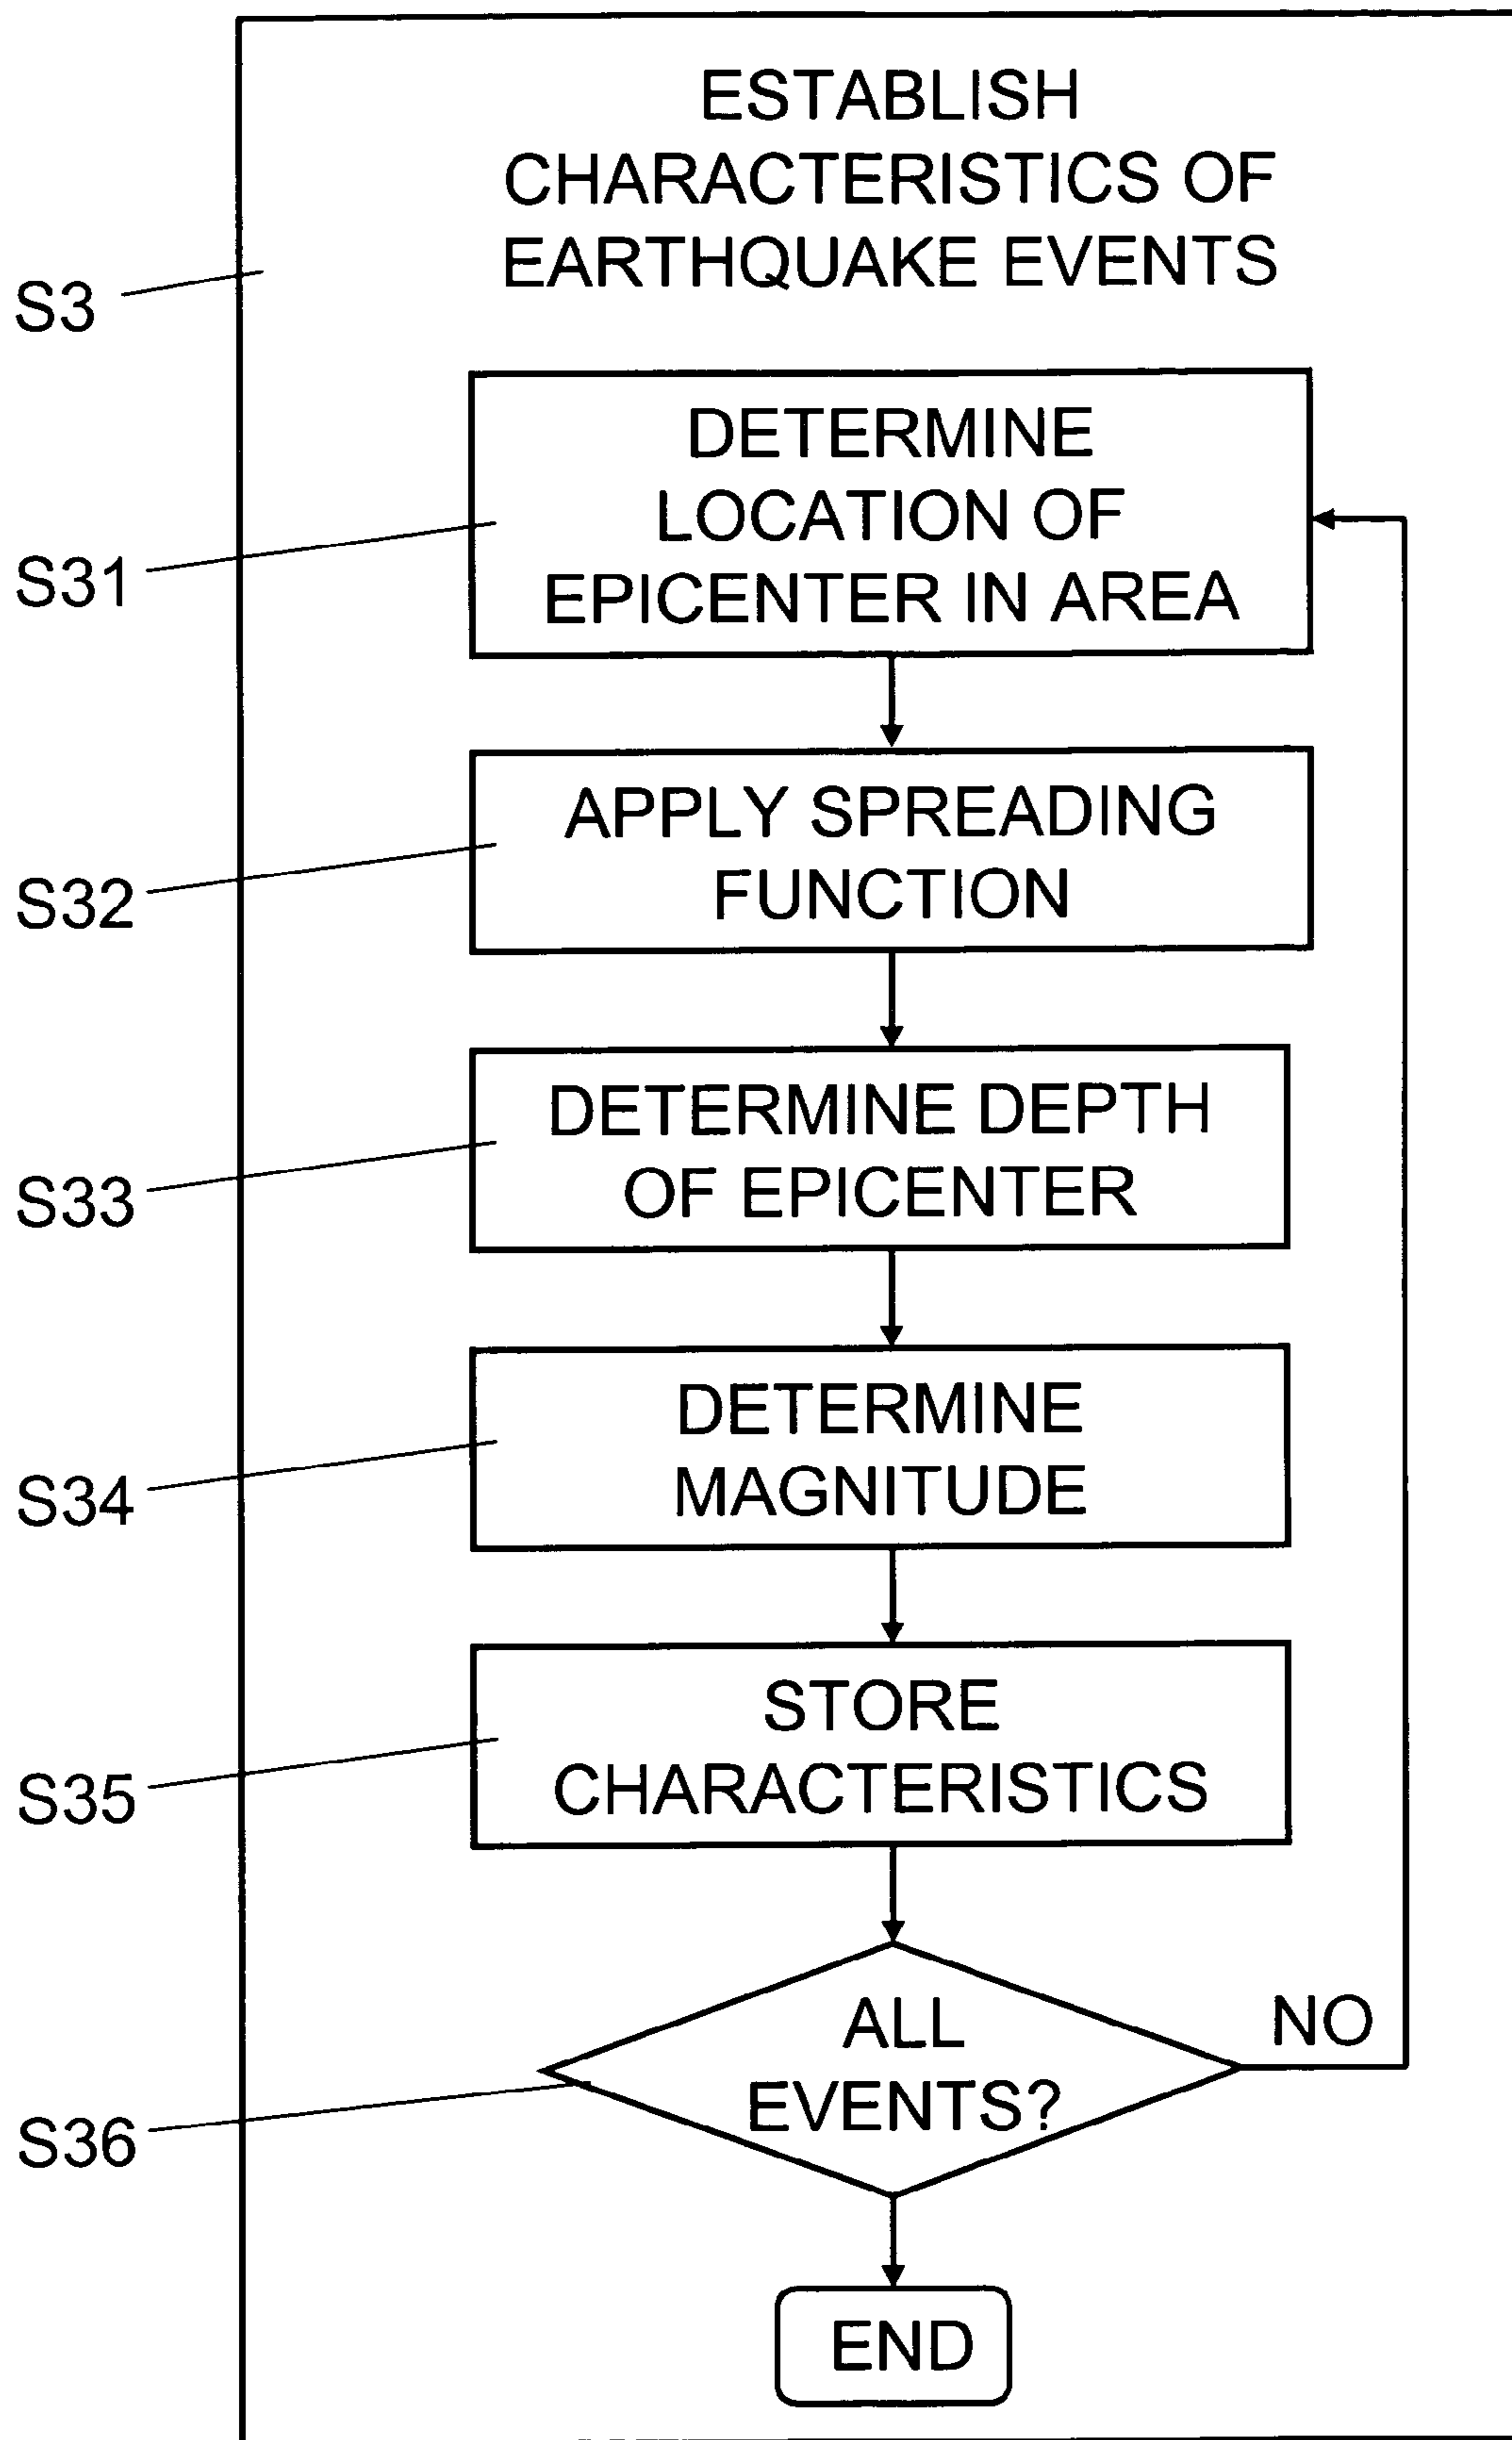 ESTABLISH
CHARACTERISTICS OF
EARTHQUAKE EVENTS
S3
DETERMINE
LOCATION OF
EPICENTER IN AREA
S31
APPLY SPREADING
FUNCTION
S32
DETERMINE DEPTH
OF EPICENTER
S33
DETERMINE
MAGNITUDE
S34
STORE
CHARACTERISTICS
S35
ALL
EVENTS?
NO
S36
END